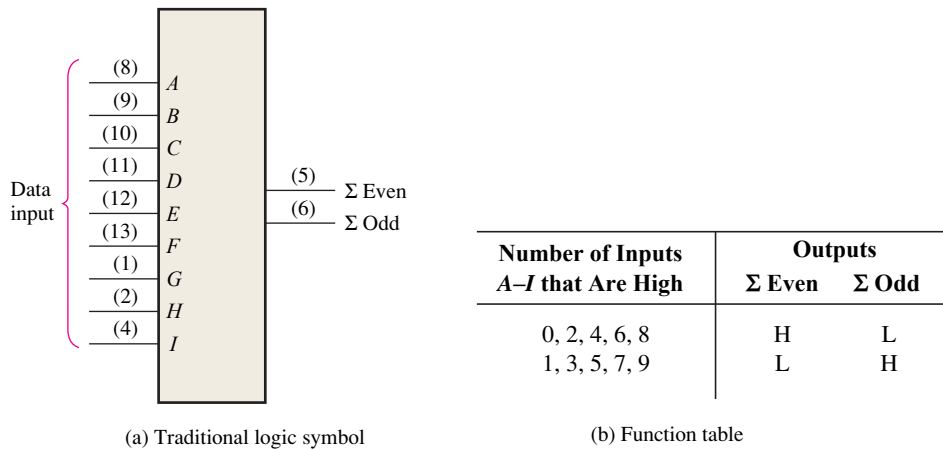 (8)
A
(9)
B
(10)
C
(11)
D
Data
input
(12)
E
(13)
F
(1)
G
(2)
H
(4)
I
(5)
Σ Even
(6)
Σ Odd
(a) Traditional logic symbol
Number of Inputs Outputs
A–I that Are High Σ Even Σ Odd
0, 2, 4, 6, 8 H L
1, 3, 5, 7, 9 L H
(b) Function table